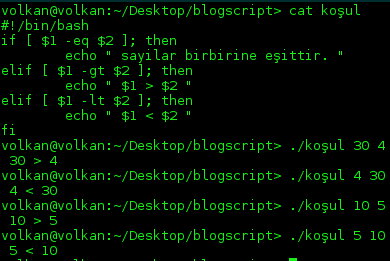 volkan@volkan:~/Desktop/blogscript> cat koşul
#!/bin/bash
if [ $1 -eq $2 ]; then
        echo " sayilar birbirine eşittir. "
elif [ $1 -gt $2 ]; then
        echo " $1 > $2 "
elif [ $1 -lt $2 ]; then
        echo " $1 < $2 "
fi
volkan@volkan:~/Desktop/blogscript> ./koşul 30 4
 30 > 4
volkan@volkan:~/Desktop/blogscript> ./koşul 4 30
 4 < 30
volkan@volkan:~/Desktop/blogscript> ./koşul 10 5
 10 > 5
volkan@volkan:~/Desktop/blogscript> ./koşul 5 10
 5 < 10
volkan@volkan:~/Desktop/blogscript>